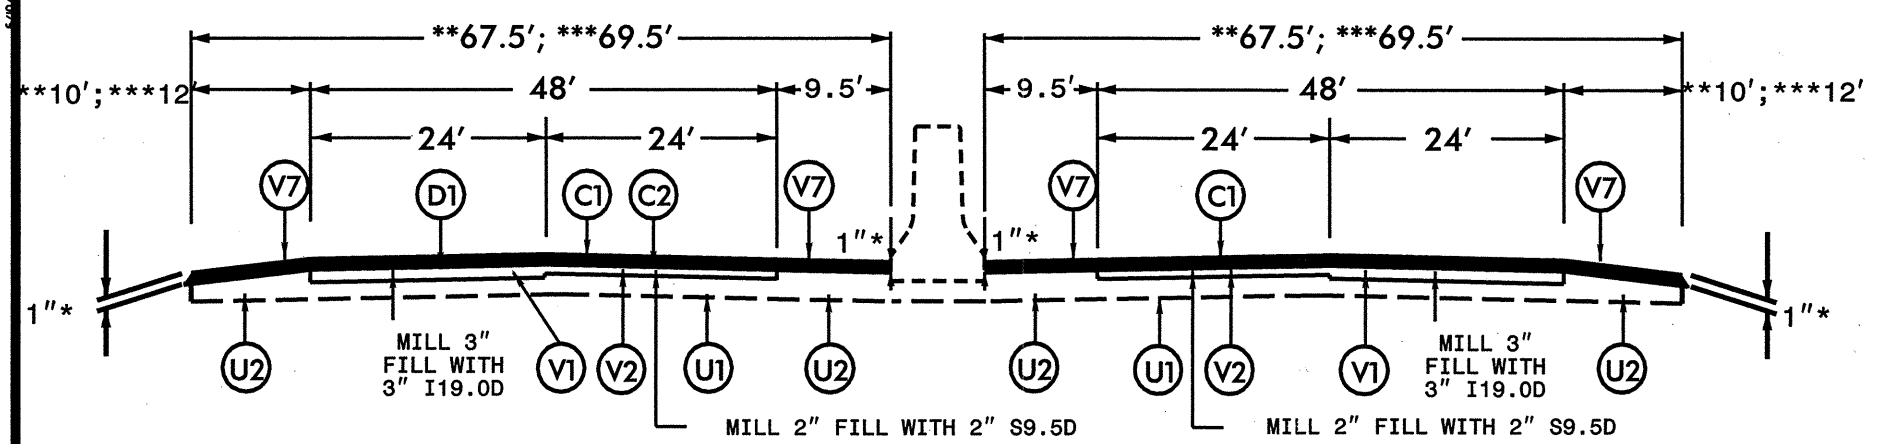 **67.5'; ***69.5' **67.5'; ***69.5'
**10';***12' 48' 9.5' 9.5' 48' **10';***12'
24' 24' 24' 24'
V7 D1 C1 C2 V7 V7 C1 V7
1"* 1"*
1"* 1"*
MILL 3"
FILL WITH
3" I19.0D
MILL 3"
FILL WITH
3" I19.0D
U2 V1 V2 U1 U2 U2 U1 V2 V1 U2
MILL 2" FILL WITH 2" S9.5D MILL 2" FILL WITH 2" S9.5D